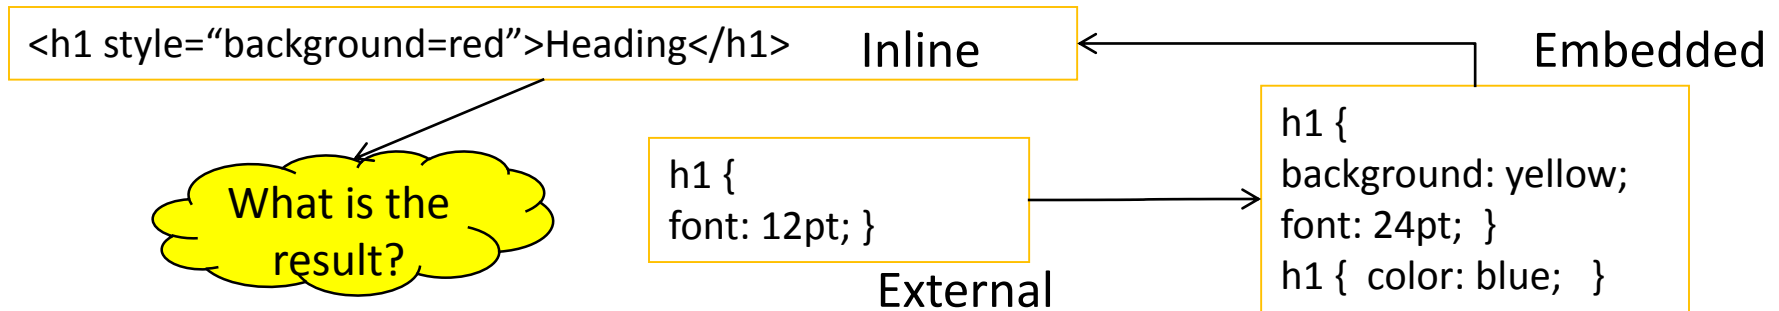 <h1 style=“background=red”>Heading</h1>
Inline
Embedded
What is the
result?
h1 {
font: 12pt; }
External
h1 {
background: yellow;
font: 24pt;  }
h1 {  color: blue;   }